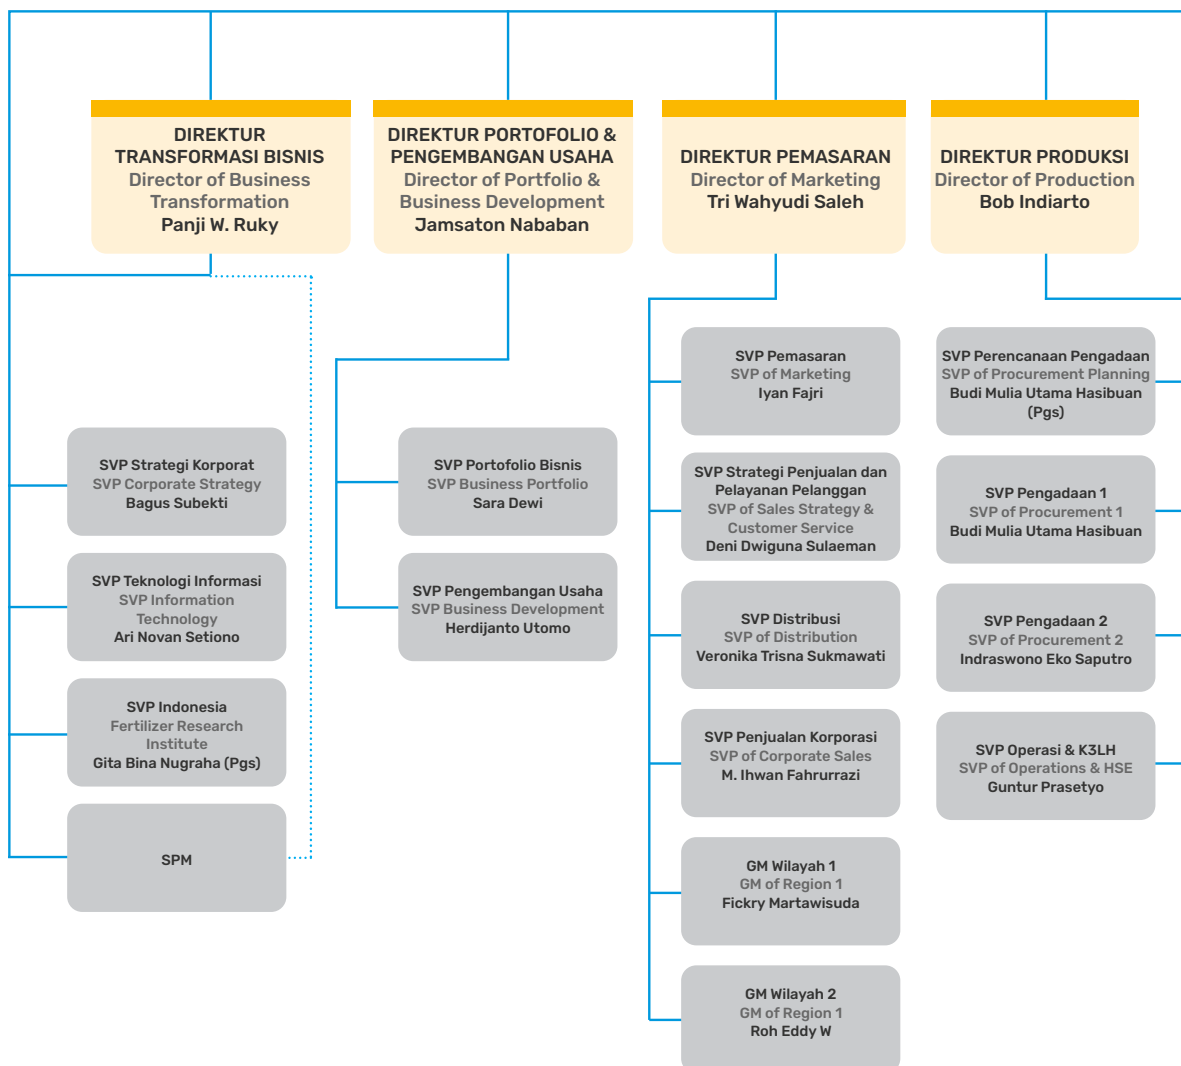 DIREKTUR
TRANSFORMASI BISNIS
Director of Business
Transformation
Panji W. Ruky
DIREKTUR PORTOFOLIO &
PENGEMBANGAN USAHA
Director of Portfolio &
Business Development
Jamsaton Nababan
DIREKTUR PEMASARAN
Director of Marketing
Tri Wahyudi Saleh
DIREKTUR PRODUKSI
Director of Production
Bob Indiarto
SVP Strategi Korporat
SVP Corporate Strategy
Bagus Subekti
SVP Teknologi Informasi
SVP Information
Technology
Ari Novan Setiono
SVP Indonesia
Fertilizer Research
Institute
Gita Bina Nugraha (Pgs)
SPM
SVP Portofolio Bisnis
SVP Business Portfolio
Sara Dewi
SVP Pengembangan Usaha
SVP Business Development
Herdijanto Utomo
SVP Pemasaran
SVP of Marketing
Iyan Fajri
SVP Strategi Penjualan dan
Pelayanan Pelanggan
SVP of Sales Strategy &
Customer Service
Deni Dwiguna Sulaeman
SVP Distribusi
SVP of Distribution
Veronika Trisna Sukmawati
SVP Penjualan Korporasi
SVP of Corporate Sales
M. Ihwan Fahrurrazi
GM Wilayah 1
GM of Region 1
Fickry Martawisuda
GM Wilayah 2
GM of Region 1
Roh Eddy W
SVP Perencanaan Pengadaan
SVP of Procurement Planning
Budi Mulia Utama Hasibuan
(Pgs)
SVP Pengadaan 1
SVP of Procurement 1
Budi Mulia Utama Hasibuan
SVP Pengadaan 2
SVP of Procurement 2
Indraswono Eko Saputro
SVP Operasi & K3LH
SVP of Operations & HSE
Guntur Prasetyo